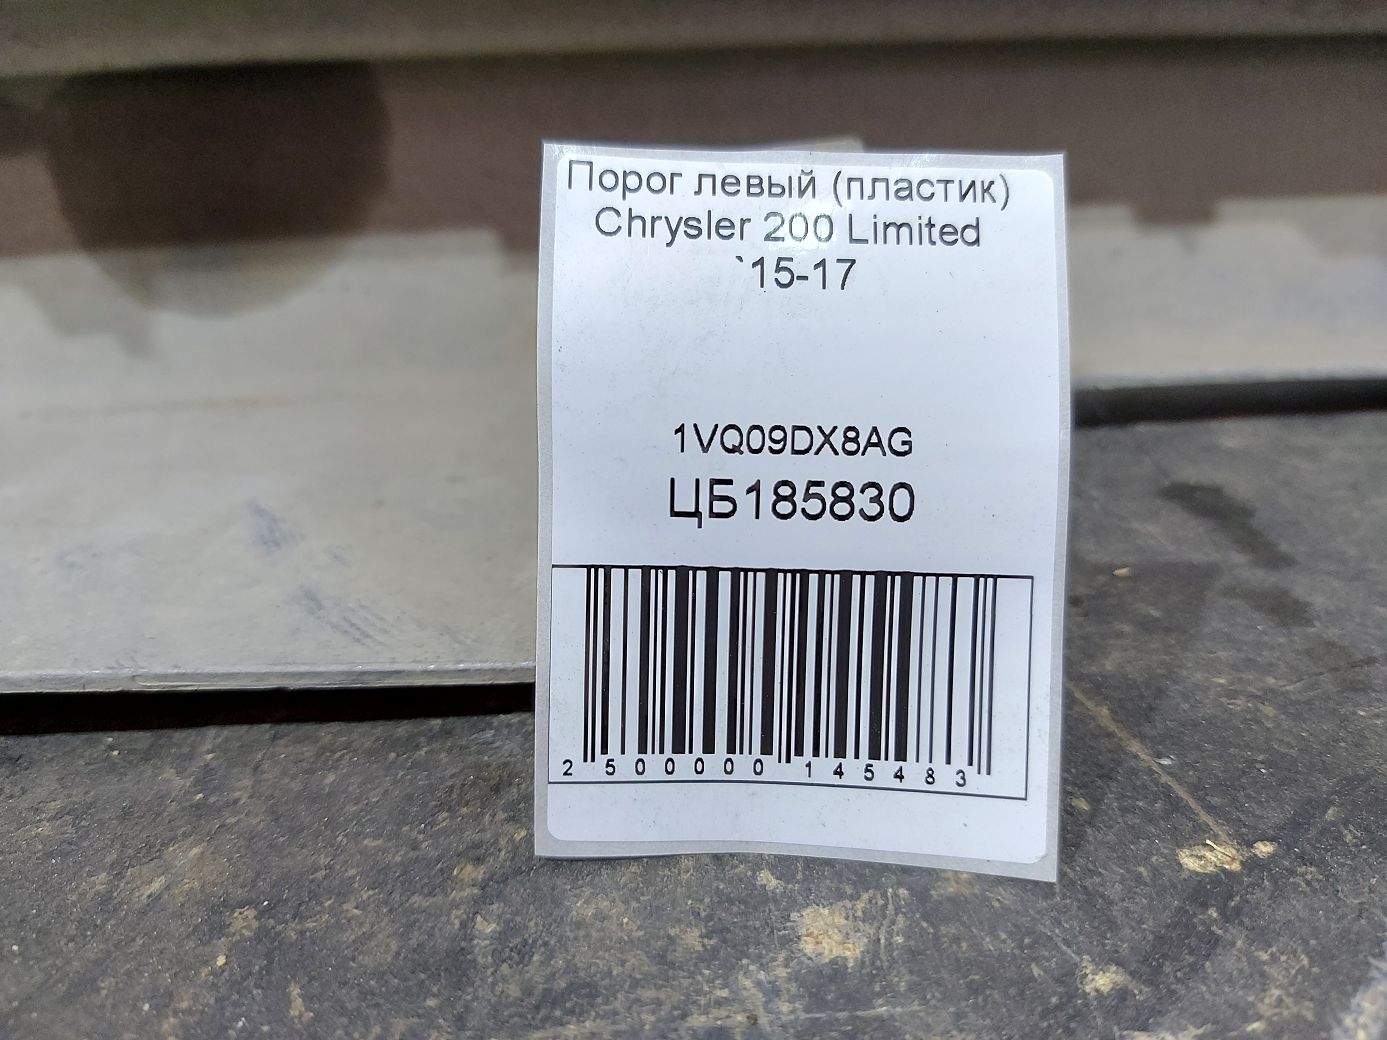 Порог левый (пластик)
Chrysler 200 Limited
`15-17
1VQ09DX8AG
ЦБ185830
2 500000 145483